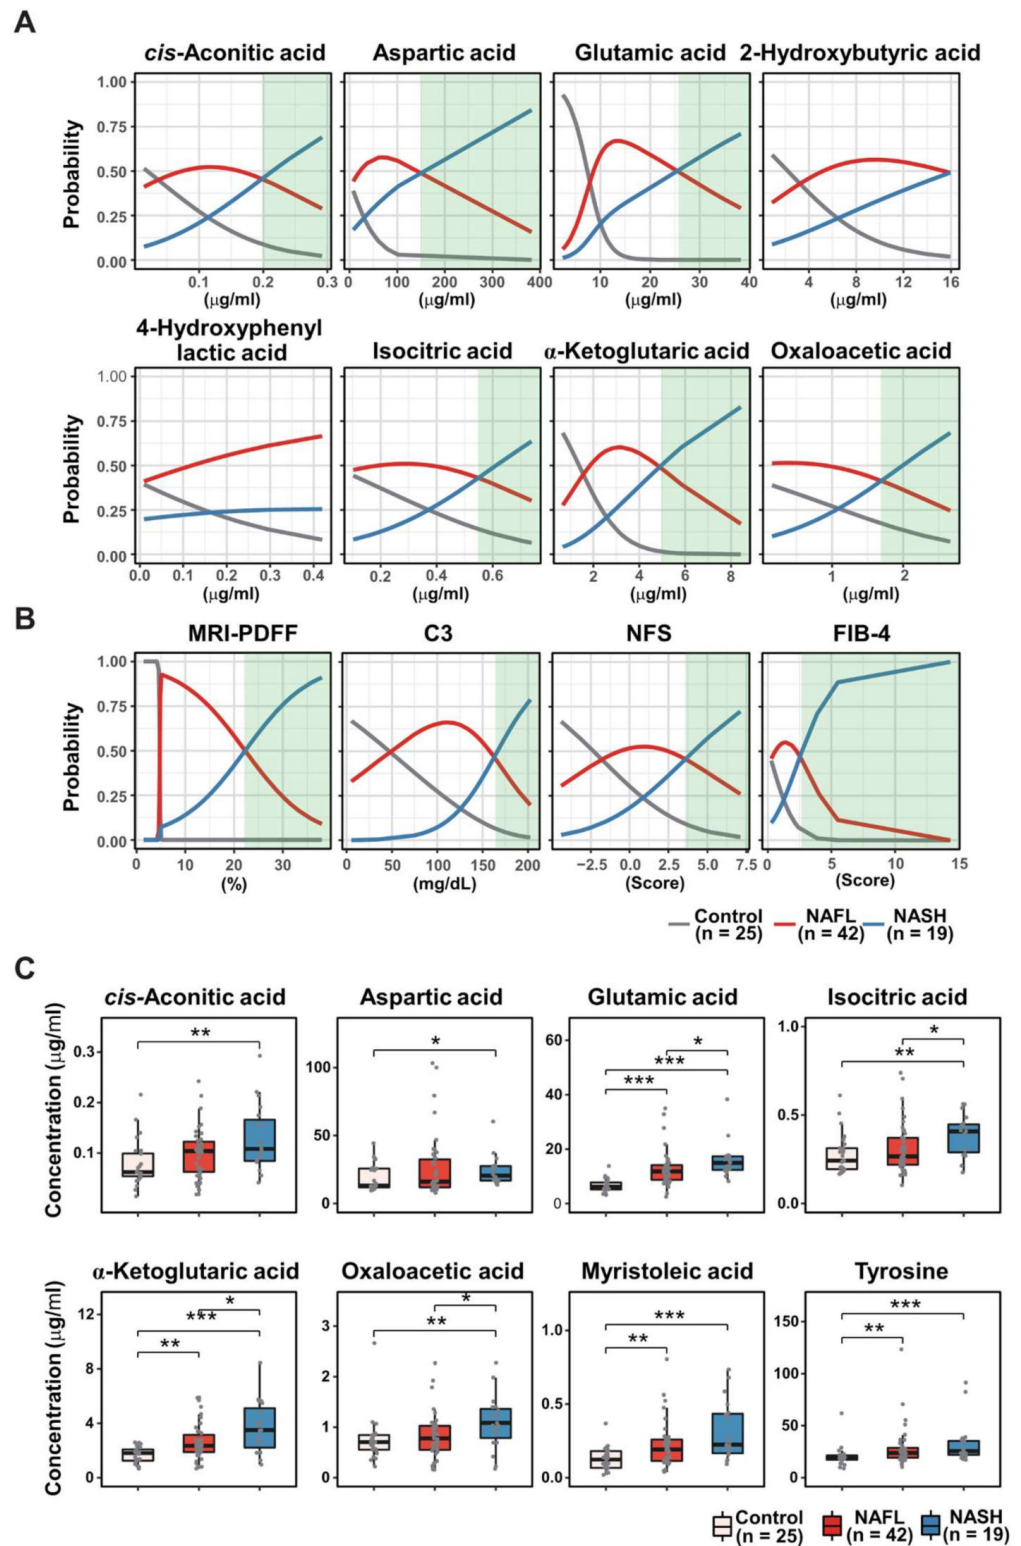 A
cis-Aconitic acid Aspartic acid Glutamic acid 2-Hydroxybutyric acid
Probability
1.00
0.75
0.50
0.25
0.00
0.1 0.2 0.3 0 100 200 300 400 10 20 30 40 4 8 12 16
(μg/ml) (μg/ml) (μg/ml) (μg/ml)
4-Hydroxyphenyl
lactic acid Isocitric acid α-Ketoglutaric acid Oxaloacetic acid
Probability
1.00
0.75
0.50
0.25
0.00
0.0 0.1 0.2 0.3 0.4 0.2 0.4 0.6 2 4 6 8 1 2
(μg/ml) (μg/ml) (μg/ml) (μg/ml)
B
MRI-PDFF C3 NFS FIB-4
Probability
1.00
0.75
0.50
0.25
0.00
0 10 20 30 0 50 100 150 200 −2.5 0.0 2.5 5.0 7.5 0 5 10 15
(%) (mg/dL) (Score) (Score)
Control NAFL NASH
(n = 25) (n = 42) (n = 19)
C
cis-Aconitic acid Aspartic acid Glutamic acid Isocitric acid
Concentration (μg/ml)
0.3
0.2
0.1
**
100
50
0
*
60
40
20
0
*
***
***
1.0
0.5
0.0
*
**
α-Ketoglutaric acid Oxaloacetic acid Myristoleic acid Tyrosine
Concentration (μg/ml)
12
8
4
0
*
***
**
3
2
1
0
*
**
1.0
0.5
0.0
***
**
150
100
50
0
***
**
Control NAFL NASH
(n = 25) (n = 42) (n = 19)